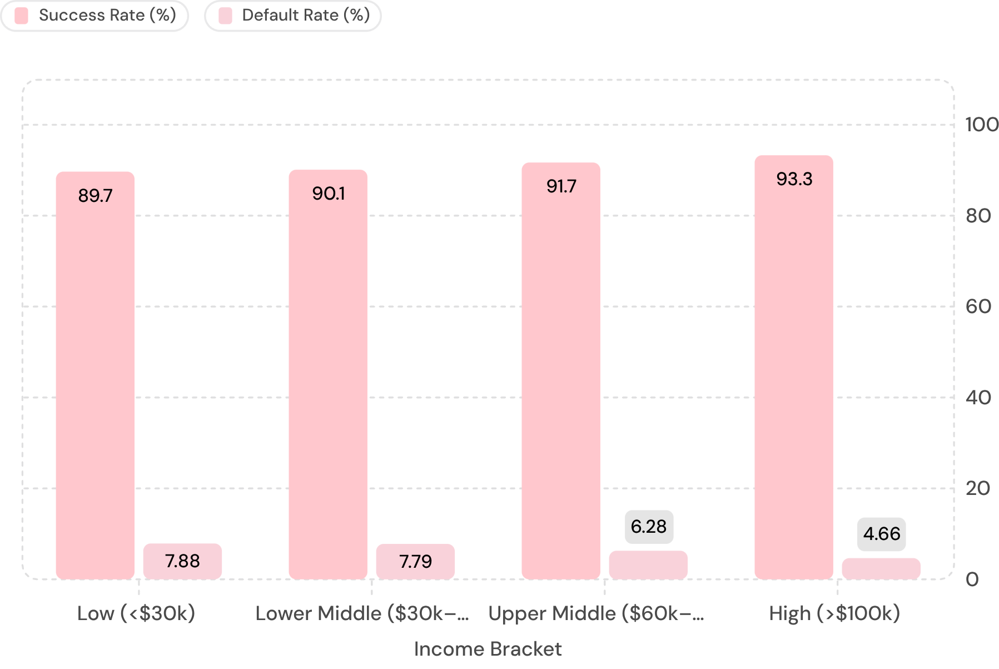 Success Rate (%) Default Rate (%)
100
89.7 90.1 91.7 93.3
80
60
40
20
7.88 7.79 6.28 4.66
0
Low (<$30k) Lower Middle ($30k–... Upper Middle ($60k–... High (>$100k)
Income Bracket